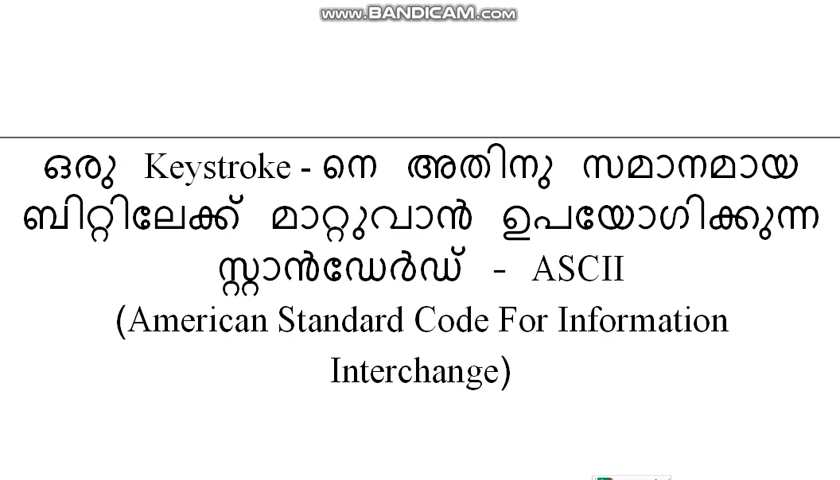 www.BANDICAM.com
ഒരു Keystroke - നെ അതിനു സമാനമായ
ബിറ്റിലേക്ക് മാറ്റുവാൻ ഉപയോഗിക്കുന്ന
സ്റ്റാൻഡേർഡ് - ASCII
(American Standard Code For Information
Interchange)